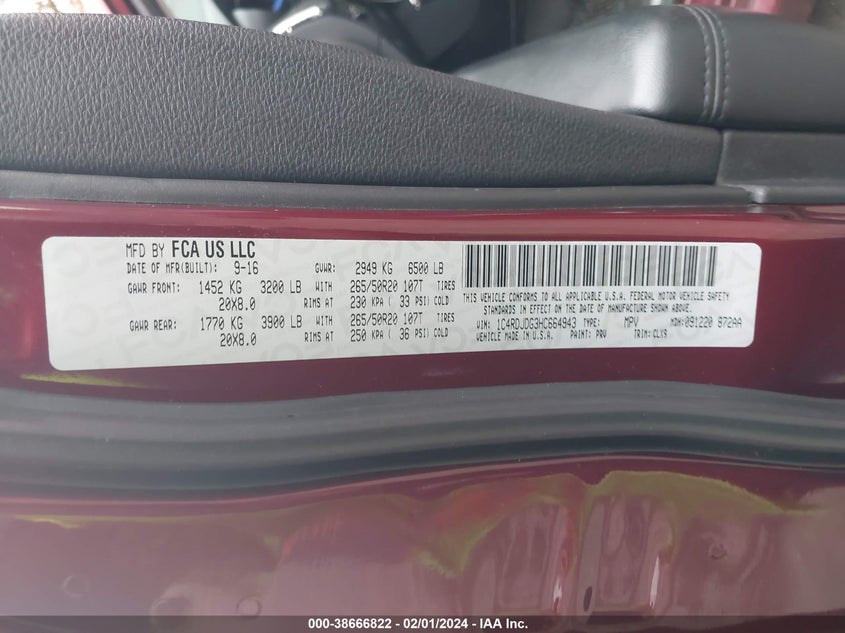 MFD BY FCA US LLC
DATE OF MFR(BUILT): 9-16 GVWR: 2949 KG 6500 LB
GAWR FRONT: 1452 KG 3200 LB WITH 265/50R20 107T TIRES
20X8.0 RIMS AT 230 KPA ( 33 PSI) COLD
GAWR REAR: 1770 KG 3900 LB WITH 265/50R20 107T TIRES
20X8.0 RIMS AT 250 KPA ( 36 PSI) COLD
THIS VEHICLE CONFORMS TO ALL APPLICABLE U.S.A. FEDERAL MOTOR VEHICLE SAFETY
STANDARDS IN EFFECT ON THE DATE OF MANUFACTURE SHOWN ABOVE.
VIN: 1C4RDJDG3HC664943 TYPE: MPV MDH: 091220 872AA
VEHICLE MADE IN U.S.A. PAINT: PRV TRIM: CLX9
000-38666822 - 02/01/2024 - IAA Inc.